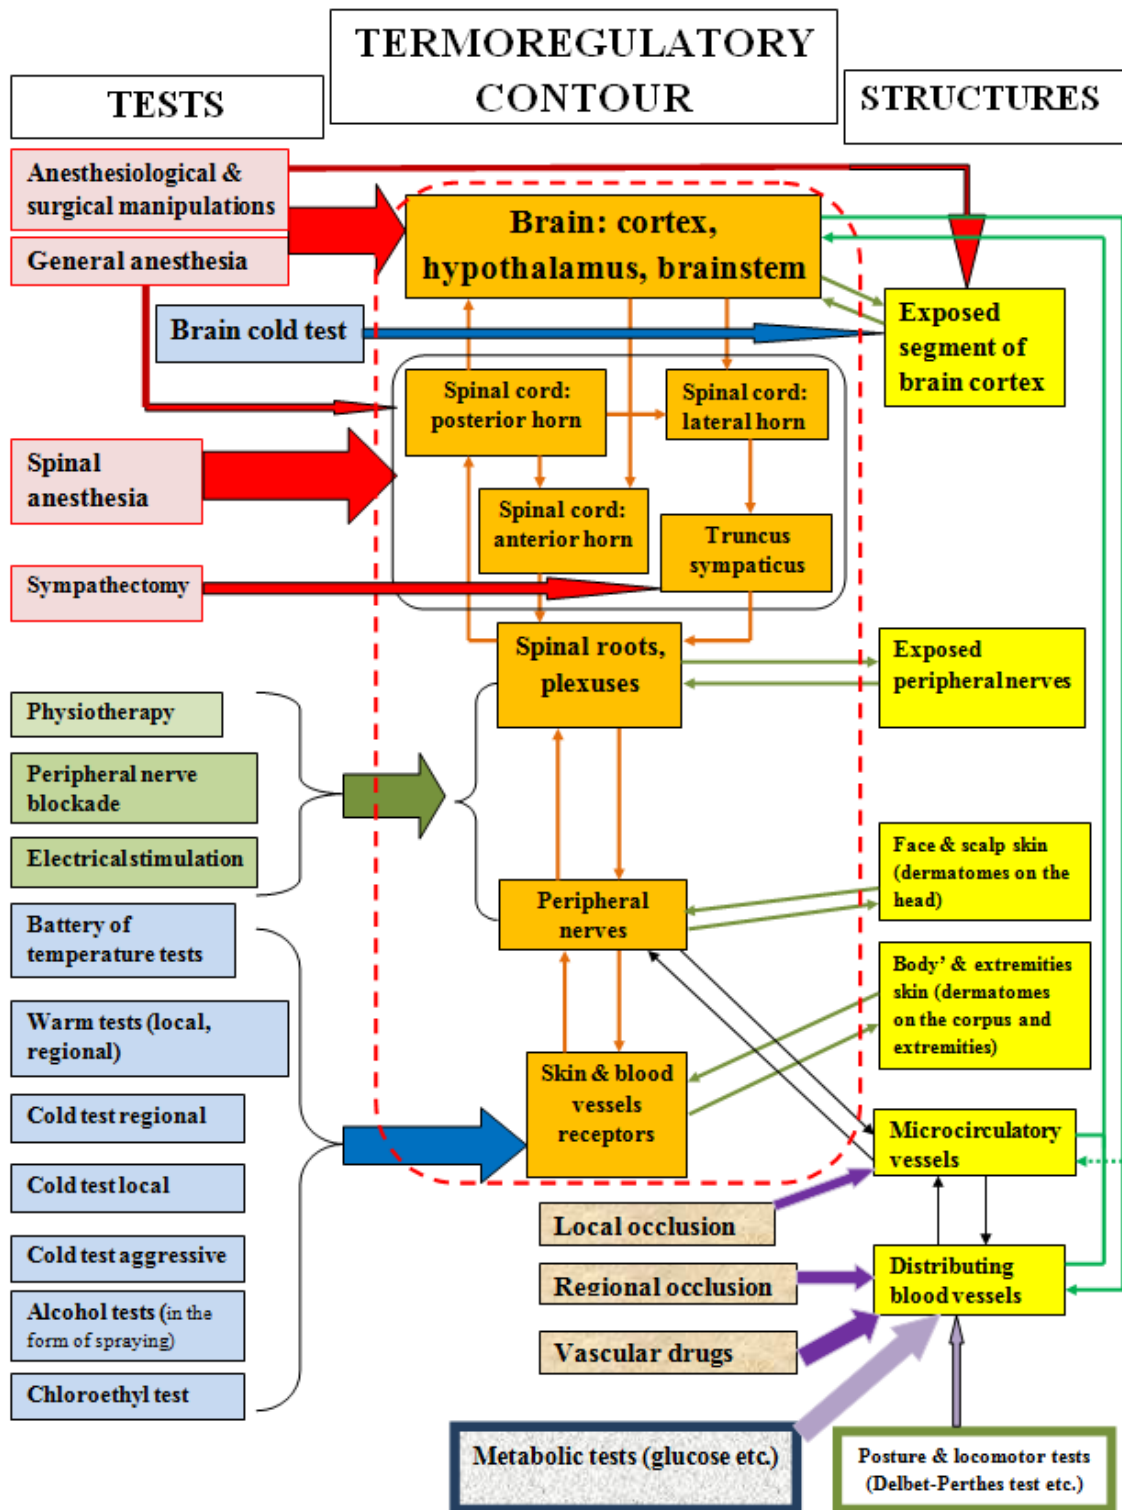 TERMOREGULATORY
CONTOUR
TESTS
STRUCTURES
Anesthesiological &
surgical manipulations
General anesthesia
Brain cold test
Spinal
anesthesia
Sympathectomy
Physiotherapy
Peripheral nerve
blockade
Electrical stimulation
Battery of
temperature tests
Warm tests (local,
regional)
Cold test regional
Cold test local
Cold test aggressive
Alcohol tests (in the
form of spraying)
Chloroethyl test
Brain: cortex,
hypothalamus, brainstem
Spinal cord:
posterior horn
Spinal cord:
lateral horn
Spinal cord:
anterior horn
Truncus
sympaticus
Spinal roots,
plexuses
Peripheral
nerves
Skin & blood
vessels
receptors
Local occlusion
Regional occlusion
Vascular drugs
Metabolic tests (glucose etc.)
Exposed
segment of
brain cortex
Exposed
peripheral nerves
Face & scalp skin
(dermatomes on the
head)
Body' & extremities
skin (dermatomes
on the corpus and
extremities)
Microcirculatory
vessels
Distributing
blood vessels
Posture & locomotor tests
(Delbet-Perthes test etc.)